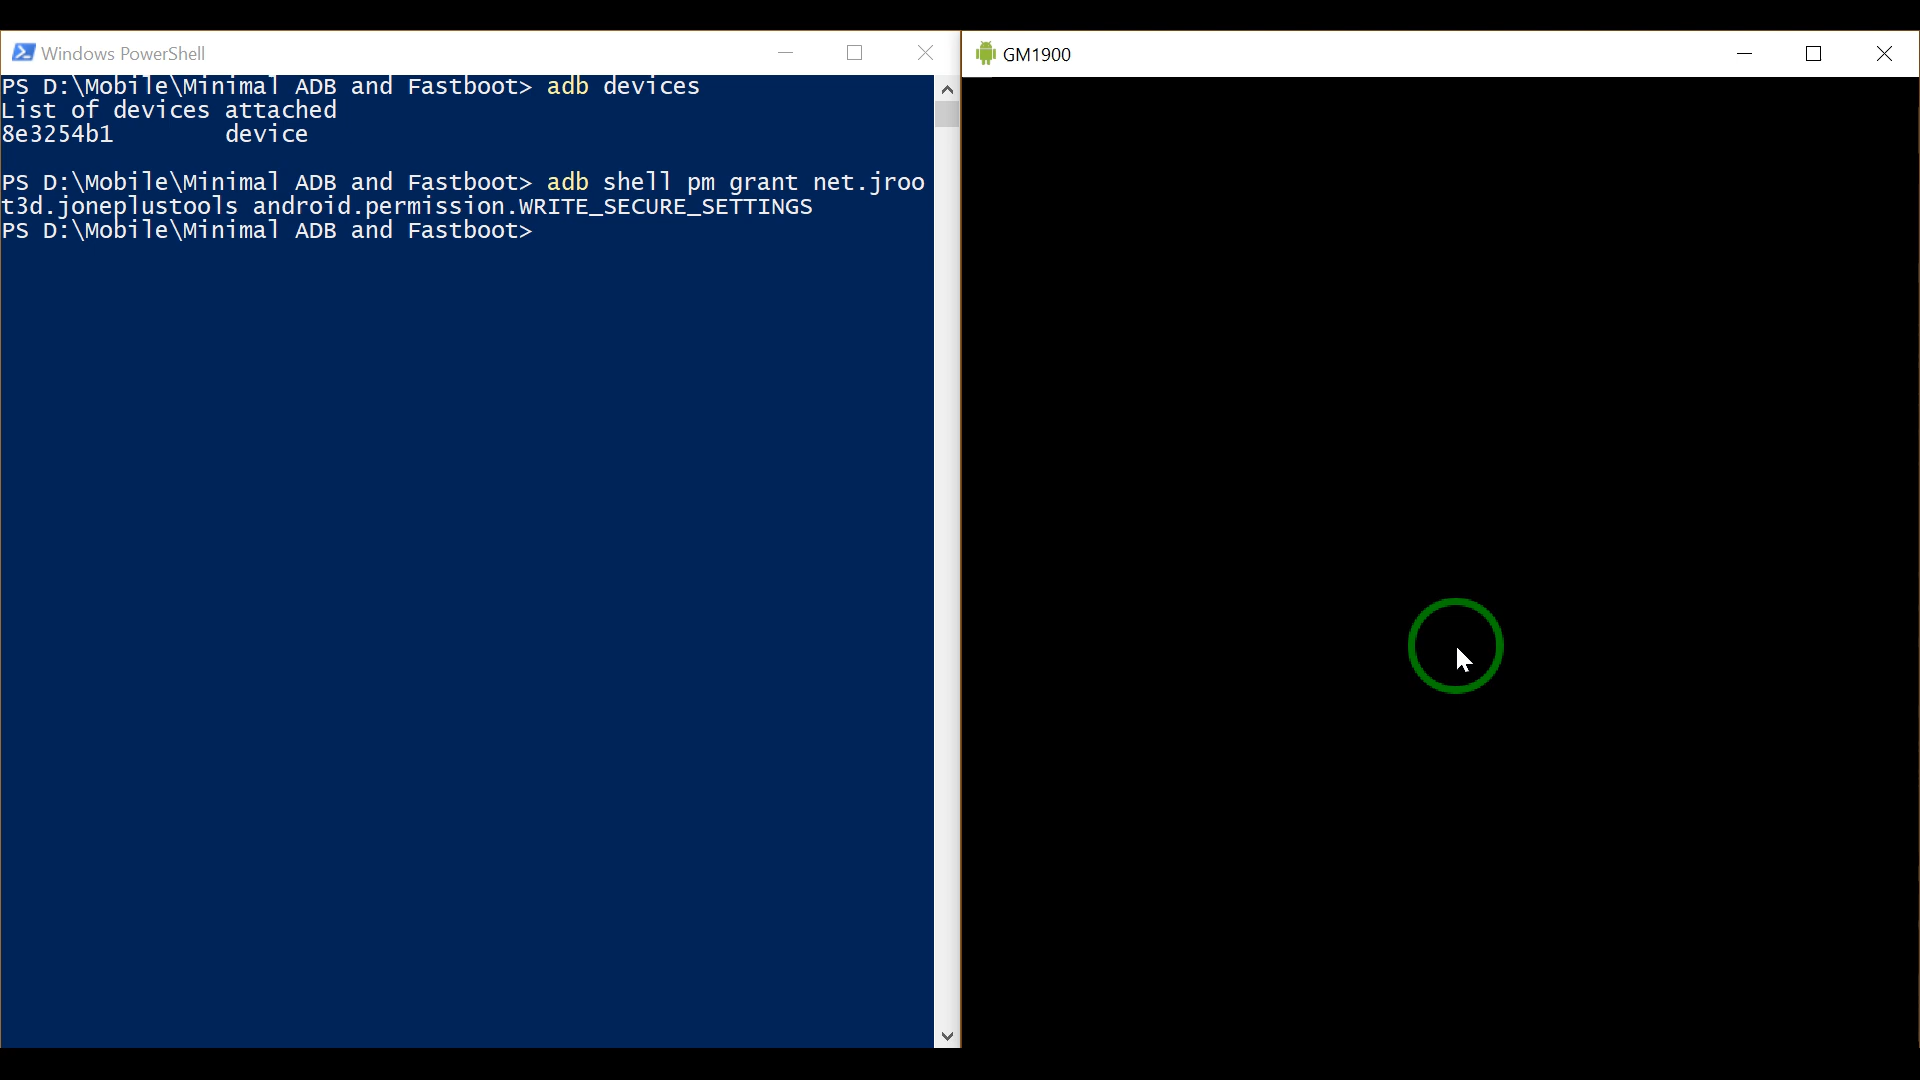 Windows PowerShell
PS D:\Mobile\Minimal ADB and Fastboot> adb devices
List of devices attached
8e3254b1        device
PS D:\Mobile\Minimal ADB and Fastboot> adb shell pm grant net.jroo
t3d.joneplustools android.permission.WRITE_SECURE_SETTINGS
PS D:\Mobile\Minimal ADB and Fastboot>
GM1900